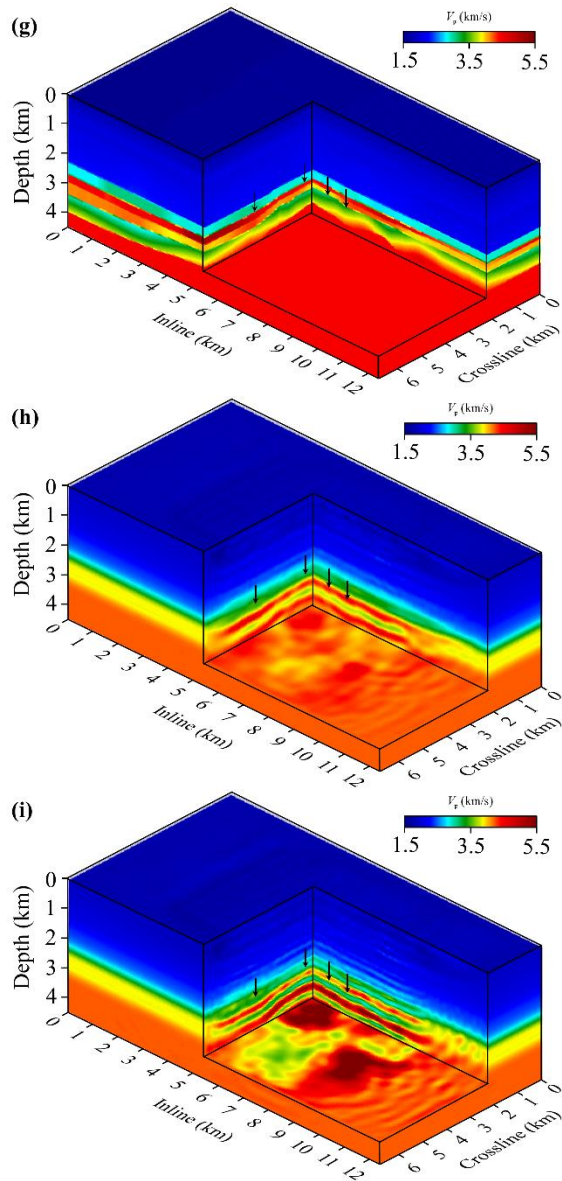 (g)
Vp (km/s)
1.5 3.5 5.5
Depth (km)
0
1
2
3
4
0 1 2 3 4 5 6 7 8 9 10 11 12
Inline (km)
6 5 4 3 2 1 0
Crossline (km)
(h)
Vp (km/s)
1.5 3.5 5.5
Depth (km)
0
1
2
3
4
0 1 2 3 4 5 6 7 8 9 10 11 12
Inline (km)
6 5 4 3 2 1 0
Crossline (km)
(i)
Vp (km/s)
1.5 3.5 5.5
Depth (km)
0
1
2
3
4
0 1 2 3 4 5 6 7 8 9 10 11 12
Inline (km)
6 5 4 3 2 1 0
Crossline (km)